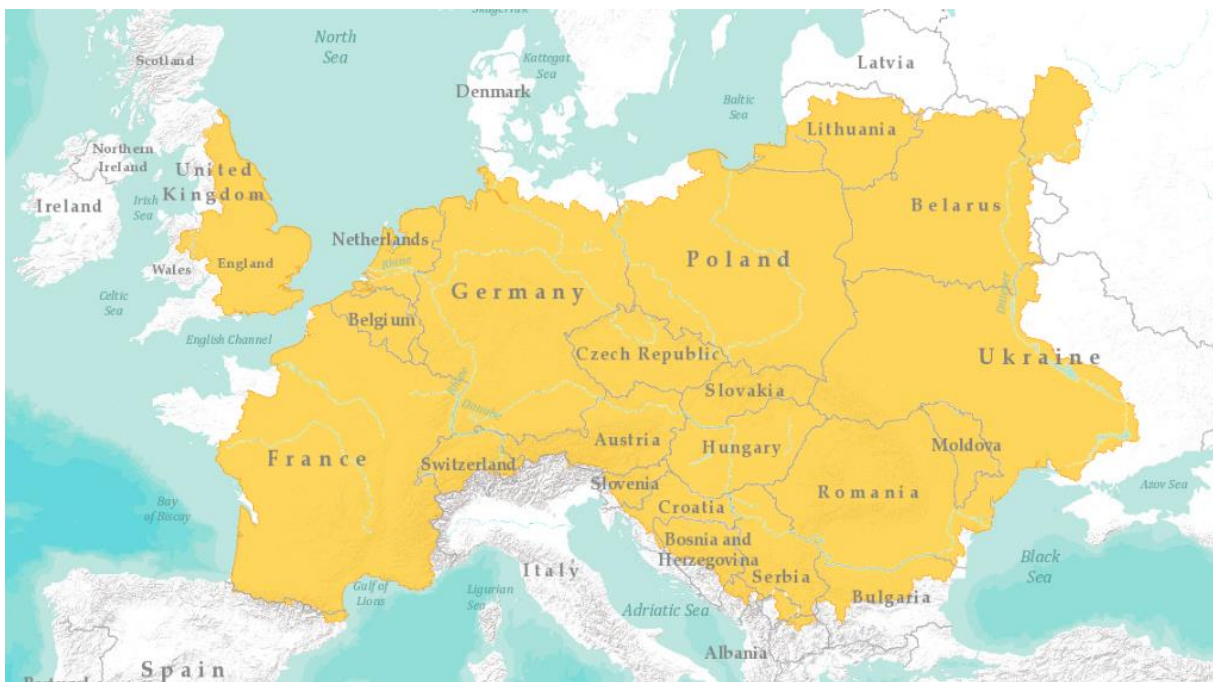 Skagerrak
North
Sea
Scotland
Kattegat
Sea
Latvia
Denmark
Baltic
Sea
Lithuania
Northern
Ireland
United
Kingdom
Ireland
Irish
Sea
Belarus
Netherlands
Wales
England
Rhine
Poland
Dnieper
Celtic
Sea
Germany
Belgium
English Channel
Czech Republic
Ukraine
Rhine
Slovakia
Danube
Austria
Hungary
Moldova
France
Switzerland
Slovenia
Azov Sea
Romania
Bay
of Biscay
Croatia
Bosnia and
Herzegovina
Black
Sea
Italy
Serbia
Gulf of
Lions
Ligurian
Sea
Bulgaria
Adriatic Sea
Albania
Spain